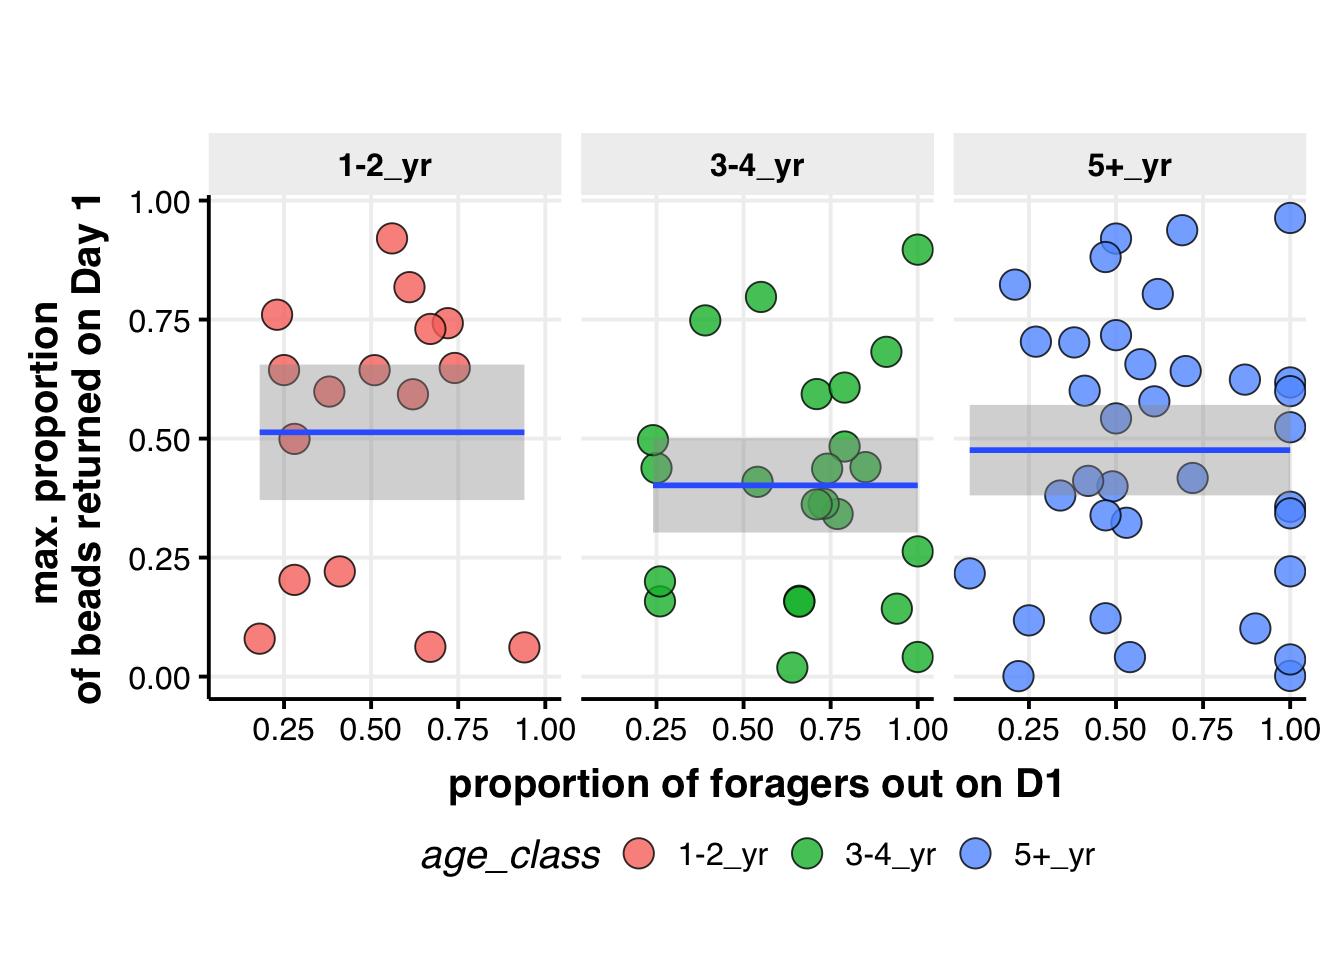 1-2_yr 3-4_yr 5+_yr
max. proportion
of beads returned on Day 1
1.00
0.75
0.50
0.25
0.00
0.25 0.50 0.75 1.00 0.25 0.50 0.75 1.00 0.25 0.50 0.75 1.00
proportion of foragers out on D1
age_class 1-2_yr 3-4_yr 5+_yr